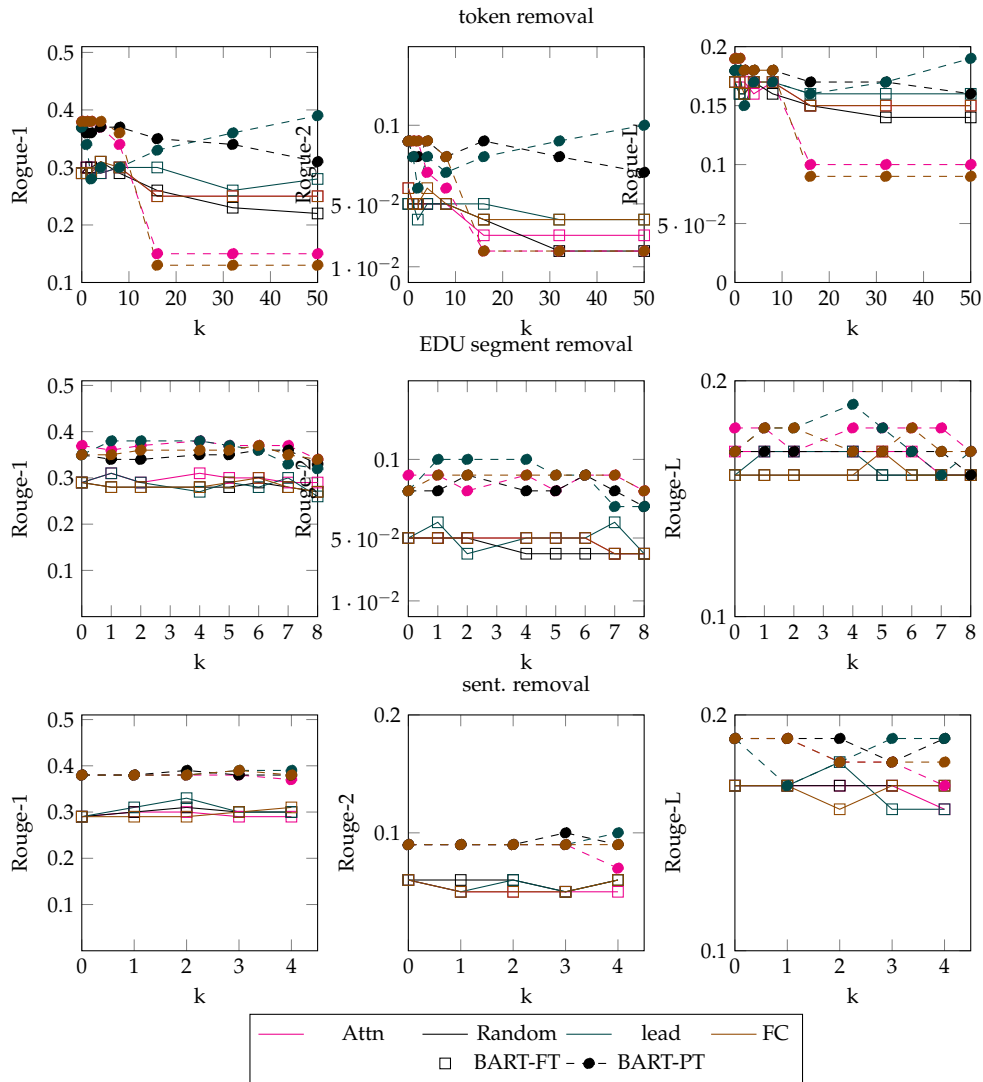 token removal
0.5
0.4
0.3
0.2
0.1
Rogue-1
0 10 20 30 40 50
k
0.1
5 · 10⁻²
1 · 10⁻²
0
Rogue-2
0 10 20 30 40 50
k
0.2
0.15
0.1
5 · 10⁻²
0
Rogue-L
0 10 20 30 40 50
k
EDU segment removal
0.5
0.4
0.3
0.2
0.1
Rouge-1
0 1 2 3 4 5 6 7 8
k
0.1
5 · 10⁻²
1 · 10⁻²
Rouge-2
0 1 2 3 4 5 6 7 8
k
0.2
0.1
Rouge-L
0 1 2 3 4 5 6 7 8
k
sent. removal
0.5
0.4
0.3
0.2
0.1
Rouge-1
0 1 2 3 4
k
0.2
0.1
Rouge-2
0 1 2 3 4
k
0.2
0.1
Rouge-L
0 1 2 3 4
k
Attn Random lead FC
BART-FT BART-PT